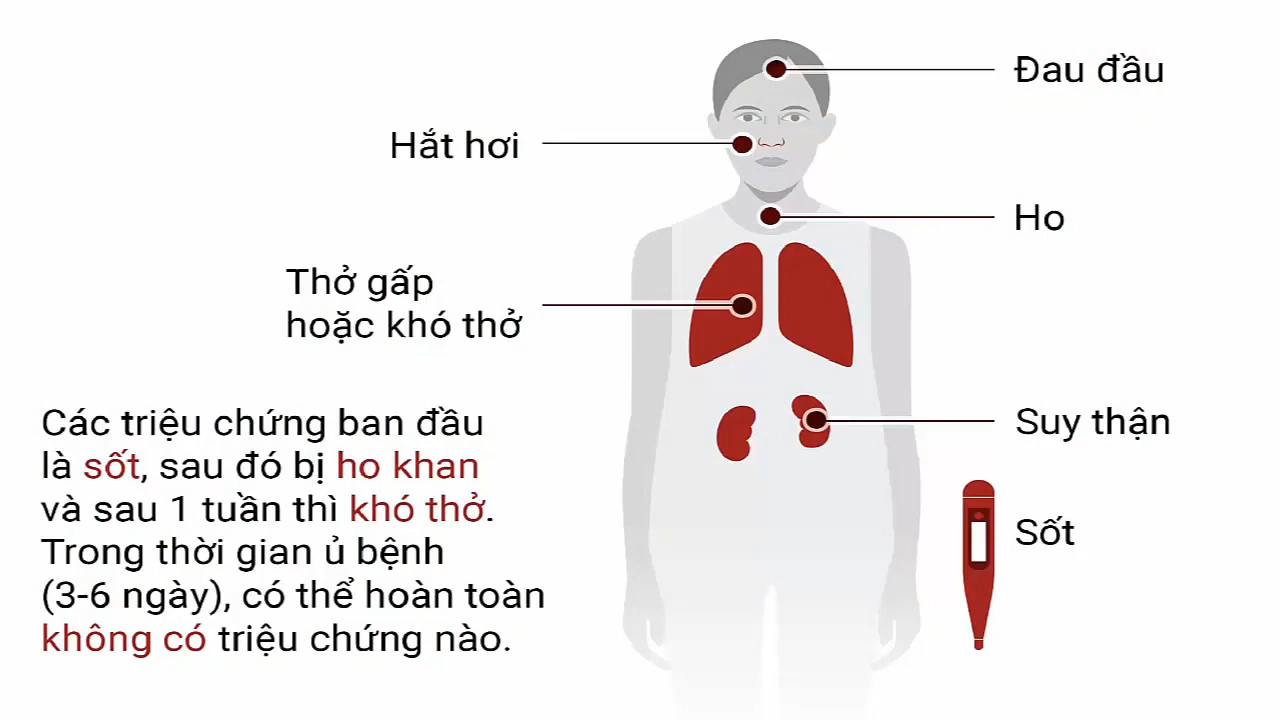 Đau đầu
Hắt hơi
Ho
Thở gấp
hoặc khó thở
Các triệu chứng ban đầu
là sốt, sau đó bị ho khan
và sau 1 tuần thì khó thở.
Trong thời gian ủ bệnh
(3-6 ngày), có thể hoàn toàn
không có triệu chứng nào.
Suy thận
Sốt